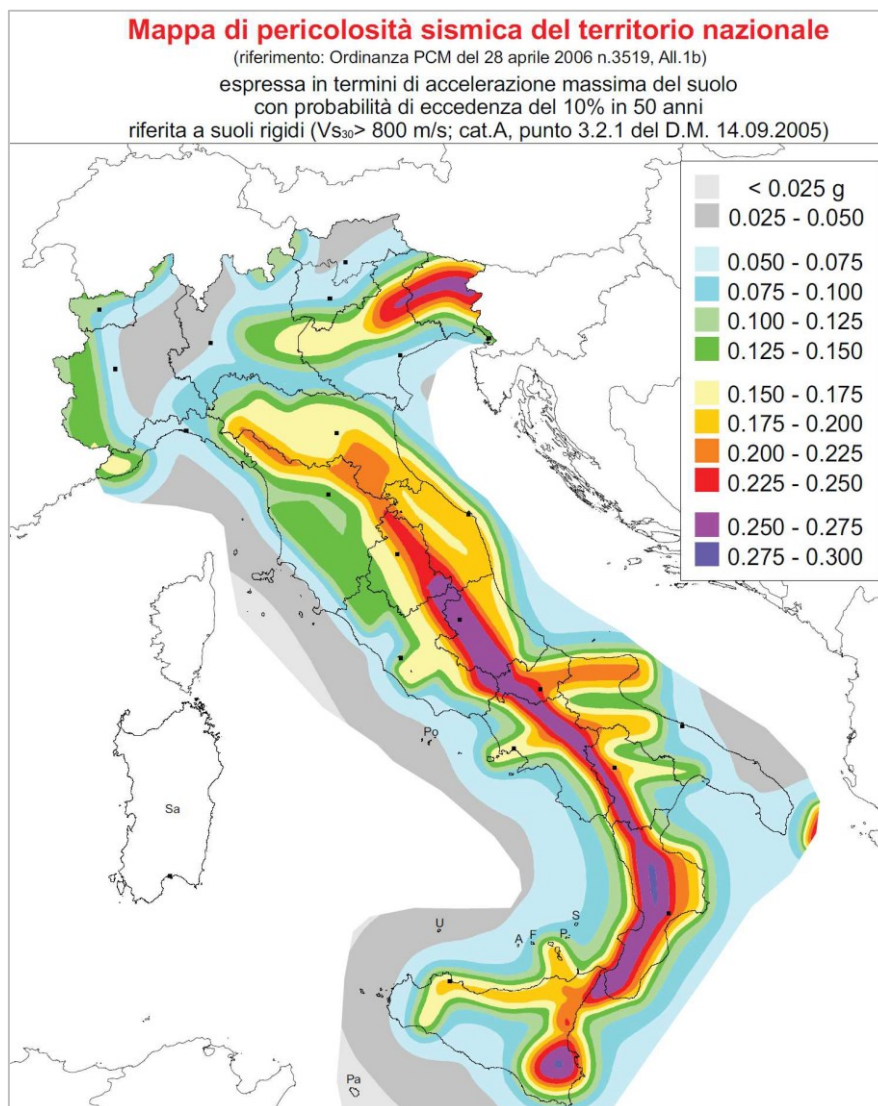 Mappa di pericolosità sismica del territorio nazionale
(riferimento: Ordinanza PCM del 28 aprile 2006 n.3519, All.1b)
espressa in termini di accelerazione massima del suolo
con probabilità di eccedenza del 10% in 50 anni
riferita a suoli rigidi (Vs₃₀> 800 m/s; cat.A, punto 3.2.1 del D.M. 14.09.2005)
< 0.025 g
0.025 - 0.050
0.050 - 0.075
0.075 - 0.100
0.100 - 0.125
0.125 - 0.150
0.150 - 0.175
0.175 - 0.200
0.200 - 0.225
0.225 - 0.250
0.250 - 0.275
0.275 - 0.300
Po
Sa
U
A
F
P
S
Pa